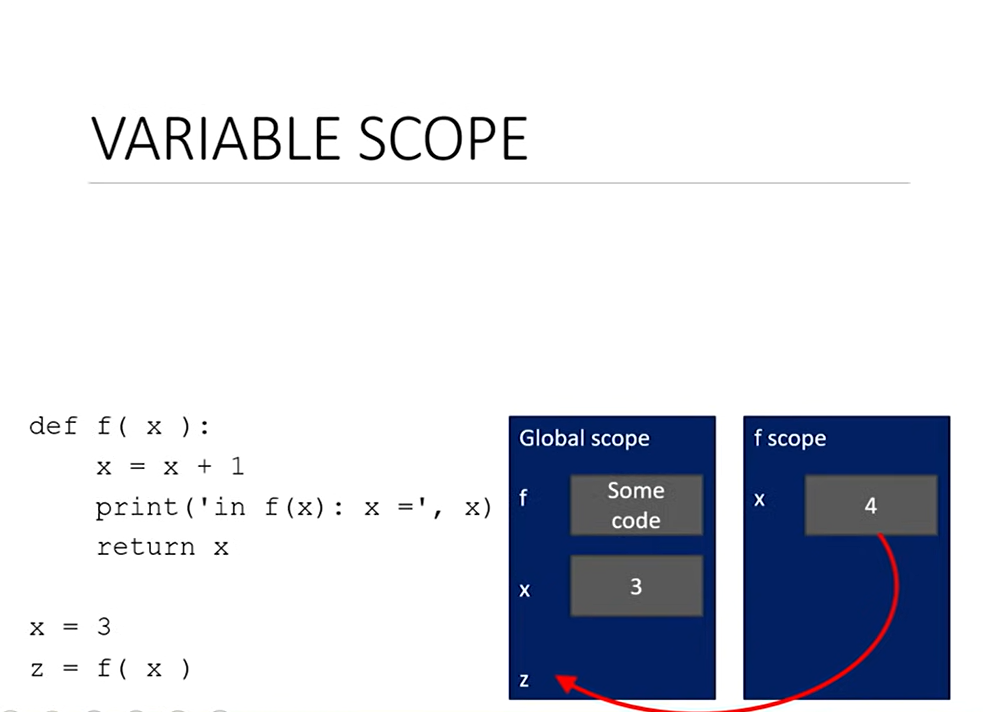 VARIABLE SCOPE
def f( x ):
    x = x + 1
    print('in f(x): x =', x)
    return x
x = 3
z = f( x )
Global scope
f
Some
code
x
3
z
f scope
x
4